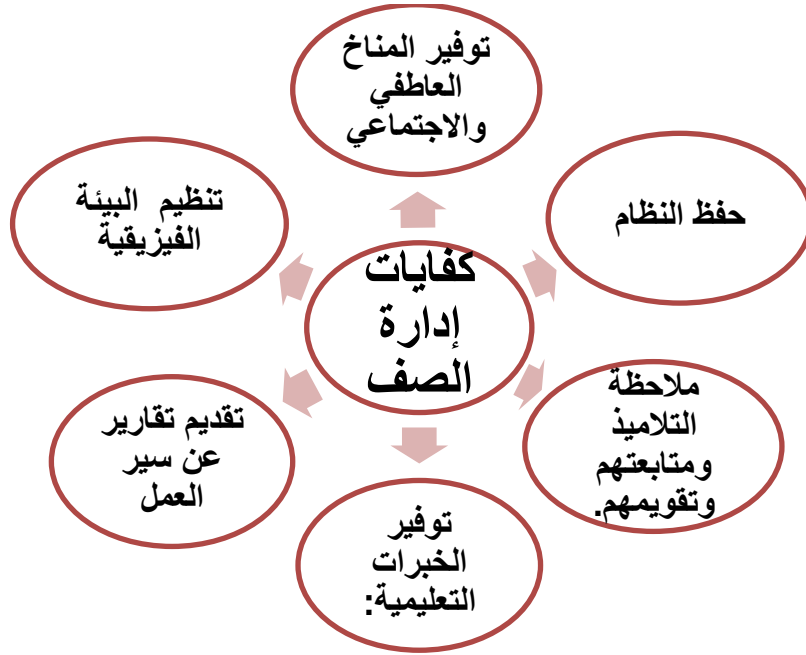 توفير المناخ
العاطفي
والاجتماعي
حفظ النظام
تنظيم البيئة
الفيزيقية
كفايات
إدارة
الصف
ملاحظة
التلاميذ
ومتابعتهم
وتقويمهم.
تقديم تقارير
عن سير
العمل
توفير
الخبرات
التعليمية: